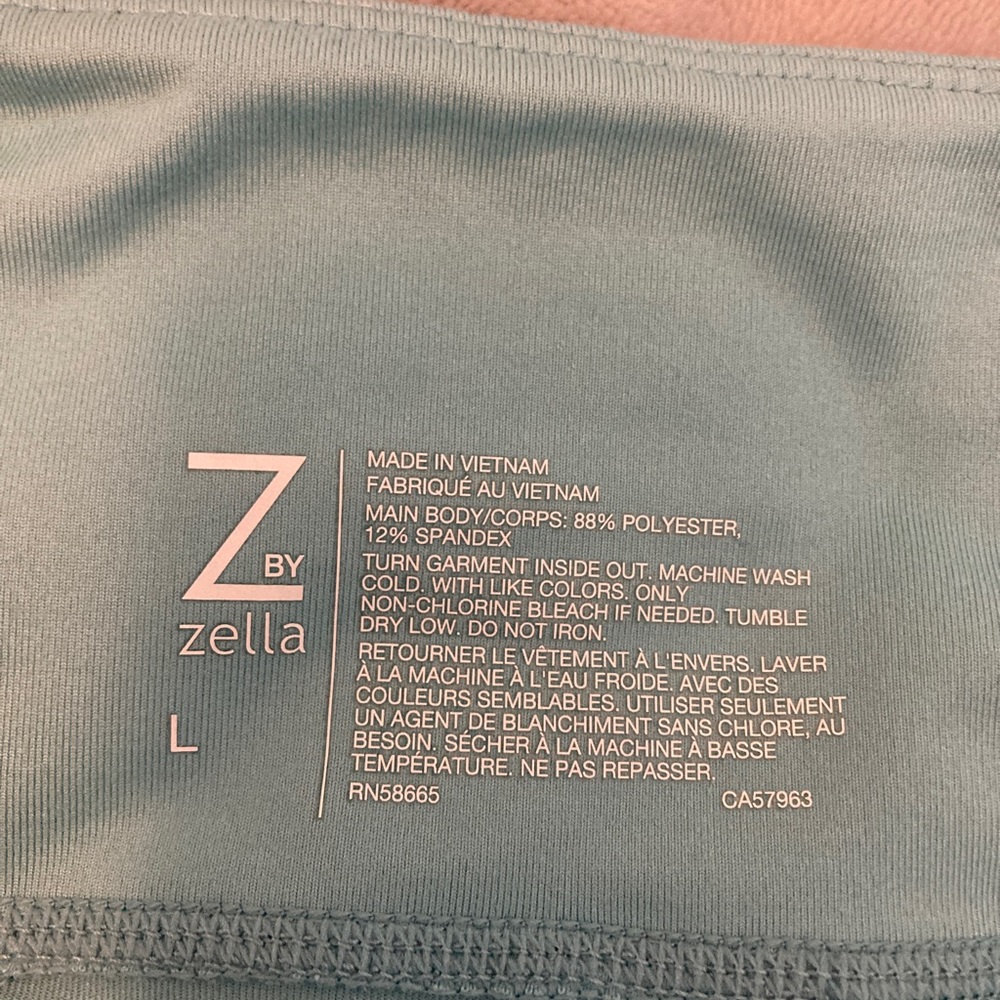 Z BY
zella
L
MADE IN VIETNAM
FABRIQUÉ AU VIETNAM
MAIN BODY/CORPS: 88% POLYESTER,
12% SPANDEX
TURN GARMENT INSIDE OUT. MACHINE WASH
COLD. WITH LIKE COLORS. ONLY
NON-CHLORINE BLEACH IF NEEDED. TUMBLE
DRY LOW. DO NOT IRON.
RETOURNER LE VÊTEMENT À L'ENVERS. LAVER
À LA MACHINE À L'EAU FROIDE. AVEC DES
COULEURS SEMBLABLES. UTILISER SEULEMENT
UN AGENT DE BLANCHIMENT SANS CHLORE, AU
BESOIN. SÉCHER À LA MACHINE À BASSE
TEMPÉRATURE. NE PAS REPASSER.
RN58665 CA57963